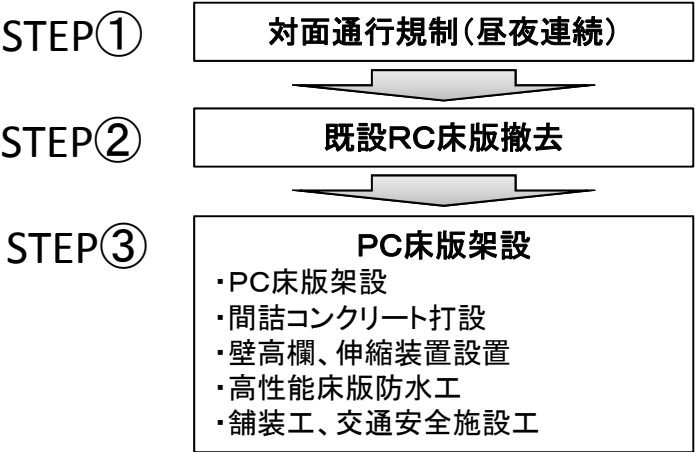 STEP① 対面通行規制（昼夜連続）
STEP② 既設RC床版撤去
STEP③ PC床版架設
・PC床版架設
・間詰コンクリート打設
・壁高欄、伸縮装置設置
・高性能床版防水工
・舗装工、交通安全施設工